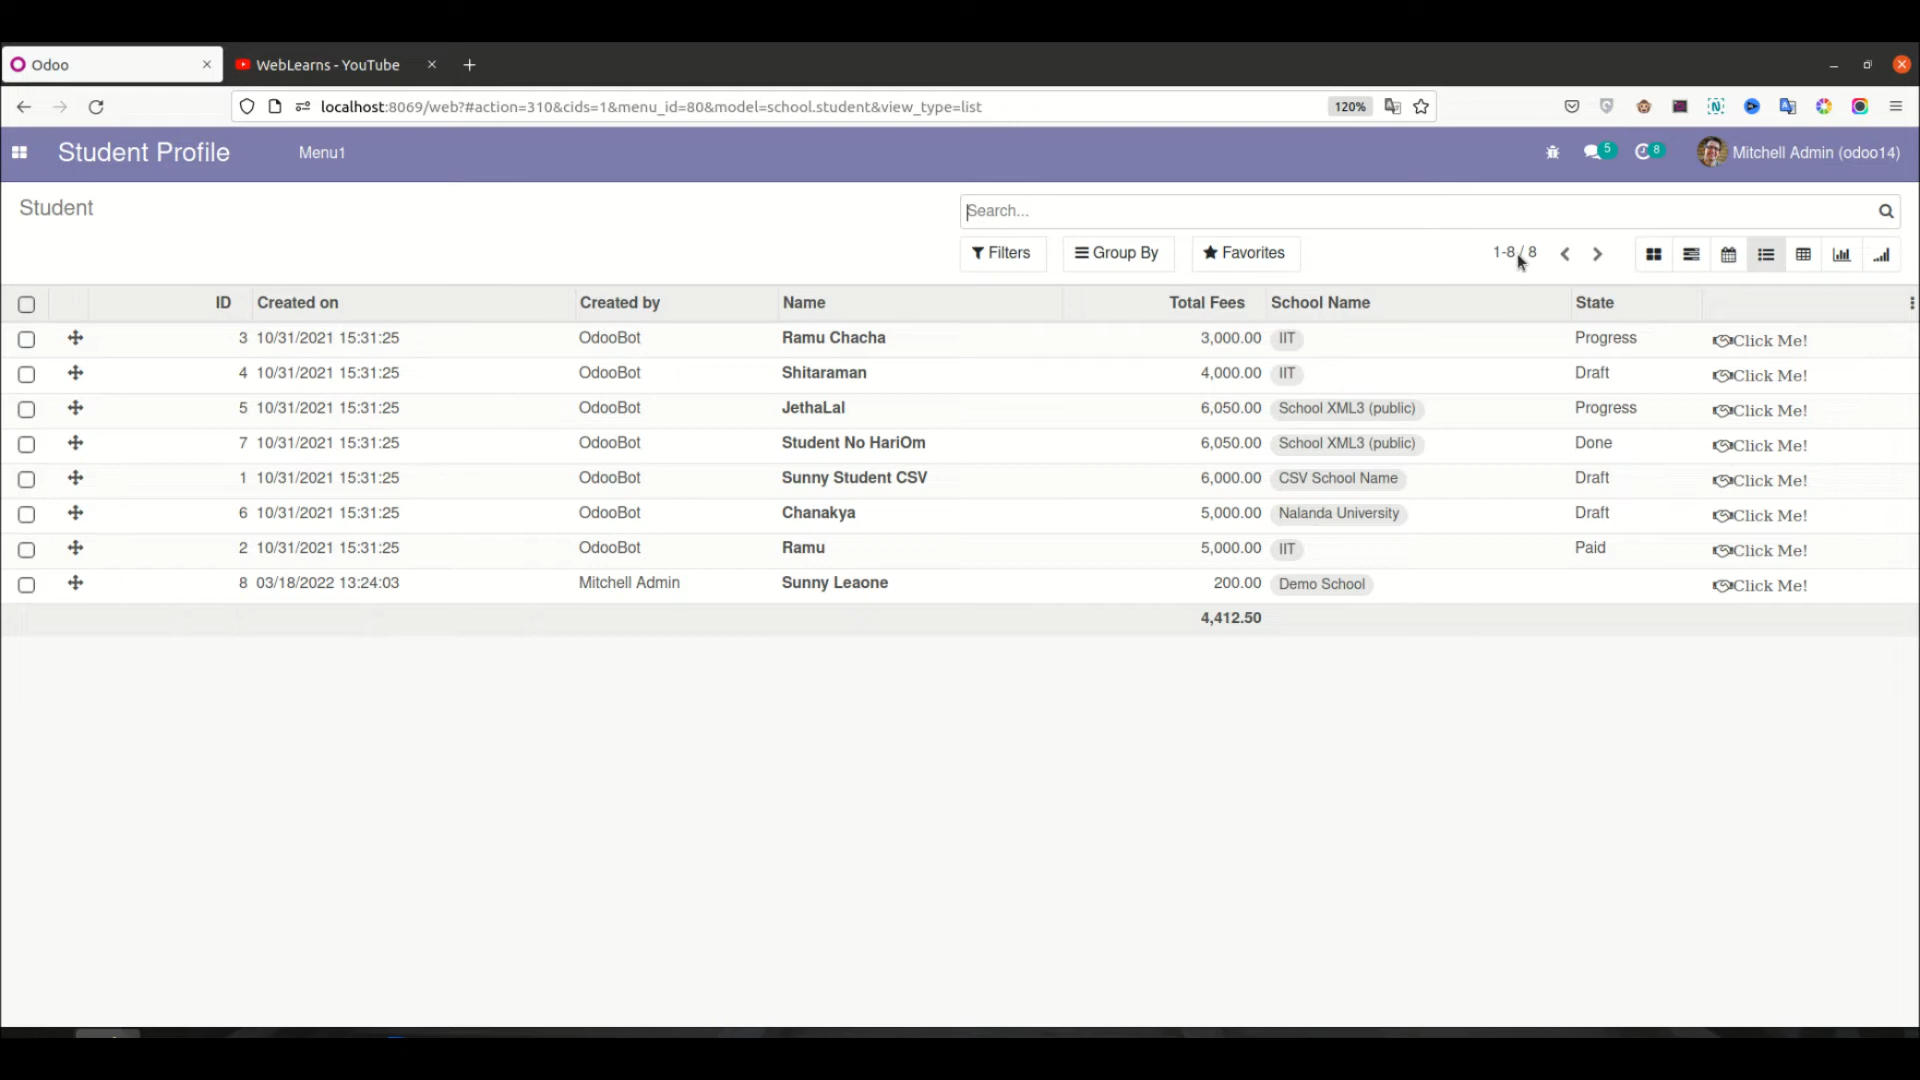 Odoo
WebLearns - YouTube
localhost:8069/web?#action=310&cids=1&menu_id=80&model=school.student&view_type=list
120%
Student Profile
Menu1
5
8
Mitchell Admin (odoo14)
Student
Search...
Filters
Group By
Favorites
1-8 / 8
ID Created on Created by Name Total Fees School Name State
3 10/31/2021 15:31:25 OdooBot Ramu Chacha 3,000.00 IIT Progress Click Me!
4 10/31/2021 15:31:25 OdooBot Shitaraman 4,000.00 IIT Draft Click Me!
5 10/31/2021 15:31:25 OdooBot JethaLal 6,050.00 School XML3 (public) Progress Click Me!
7 10/31/2021 15:31:25 OdooBot Student No HariOm 6,050.00 School XML3 (public) Done Click Me!
1 10/31/2021 15:31:25 OdooBot Sunny Student CSV 6,000.00 CSV School Name Draft Click Me!
6 10/31/2021 15:31:25 OdooBot Chanakya 5,000.00 Nalanda University Draft Click Me!
2 10/31/2021 15:31:25 OdooBot Ramu 5,000.00 IIT Paid Click Me!
8 03/18/2022 13:24:03 Mitchell Admin Sunny Leaone 200.00 Demo School Click Me!
4,412.50